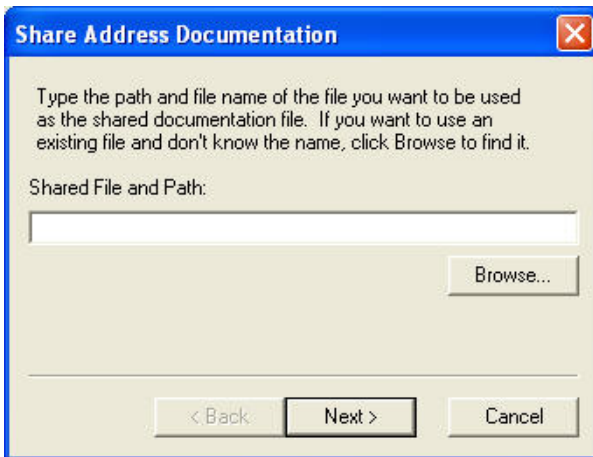 Share Address Documentation
Type the path and file name of the file you want to be used
as the shared documentation file. If you want to use an
existing file and don't know the name, click Browse to find it.
Shared File and Path:
Browse...
< Back
Next >
Cancel